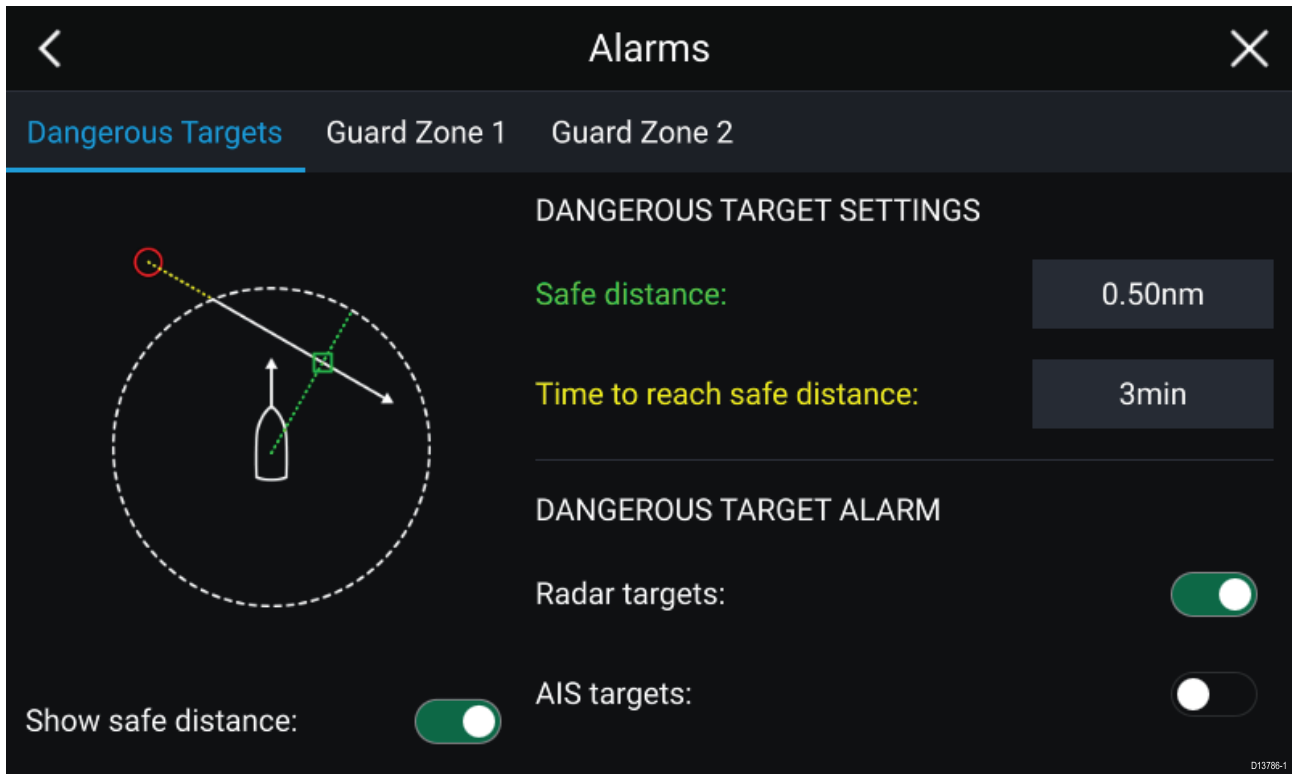 Alarms
Dangerous Targets Guard Zone 1 Guard Zone 2
DANGEROUS TARGET SETTINGS
Safe distance: 0.50nm
Time to reach safe distance: 3min
DANGEROUS TARGET ALARM
Radar targets:
AIS targets:
Show safe distance:
D13786-1